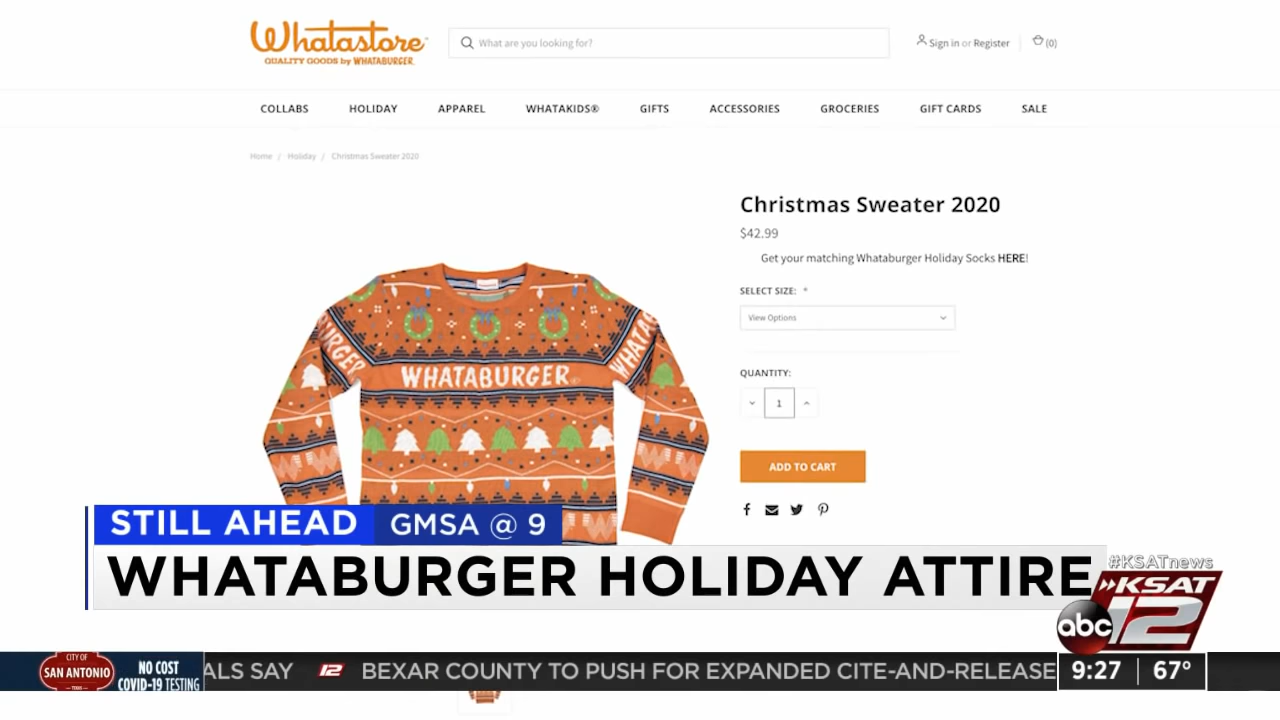 Whatastore
QUALITY GOODS by WHATABURGER
What are you looking for?
Sign in or Register
(0)
COLLABS HOLIDAY APPAREL WHATAKIDS® GIFTS ACCESSORIES GROCERIES GIFT CARDS SALE
Home / Holiday / Christmas Sweater 2020
Christmas Sweater 2020
$42.99
Get your matching Whataburger Holiday Socks HERE!
SELECT SIZE: *
View Options
QUANTITY:
1
ADD TO CART
WHATABURGER
BURGER
WHATA
STILL AHEAD GMSA @ 9
WHATABURGER HOLIDAY ATTIRE
#KSATnews
KSAT
abc 12
CITY OF
SAN ANTONIO
TEXAS
NO COST
COVID-19 TESTING
ALS SAY 12 BEXAR COUNTY TO PUSH FOR EXPANDED CITE-AND-RELEASE
9:27 67°